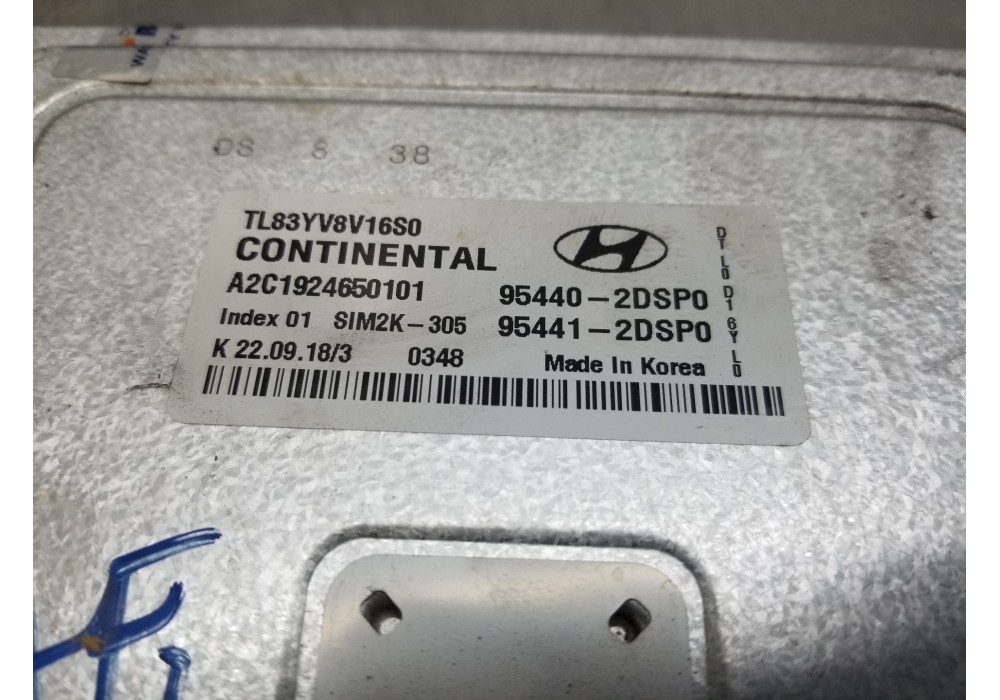 DS 8 38
TL83YV8V16S0
CONTINENTAL
A2C1924650101
95440-2DSP0
Index 01 SIM2K-305
95441-2DSP0
K 22.09.18/3 0348 Made In Korea
DT L0 D1 6Y L0